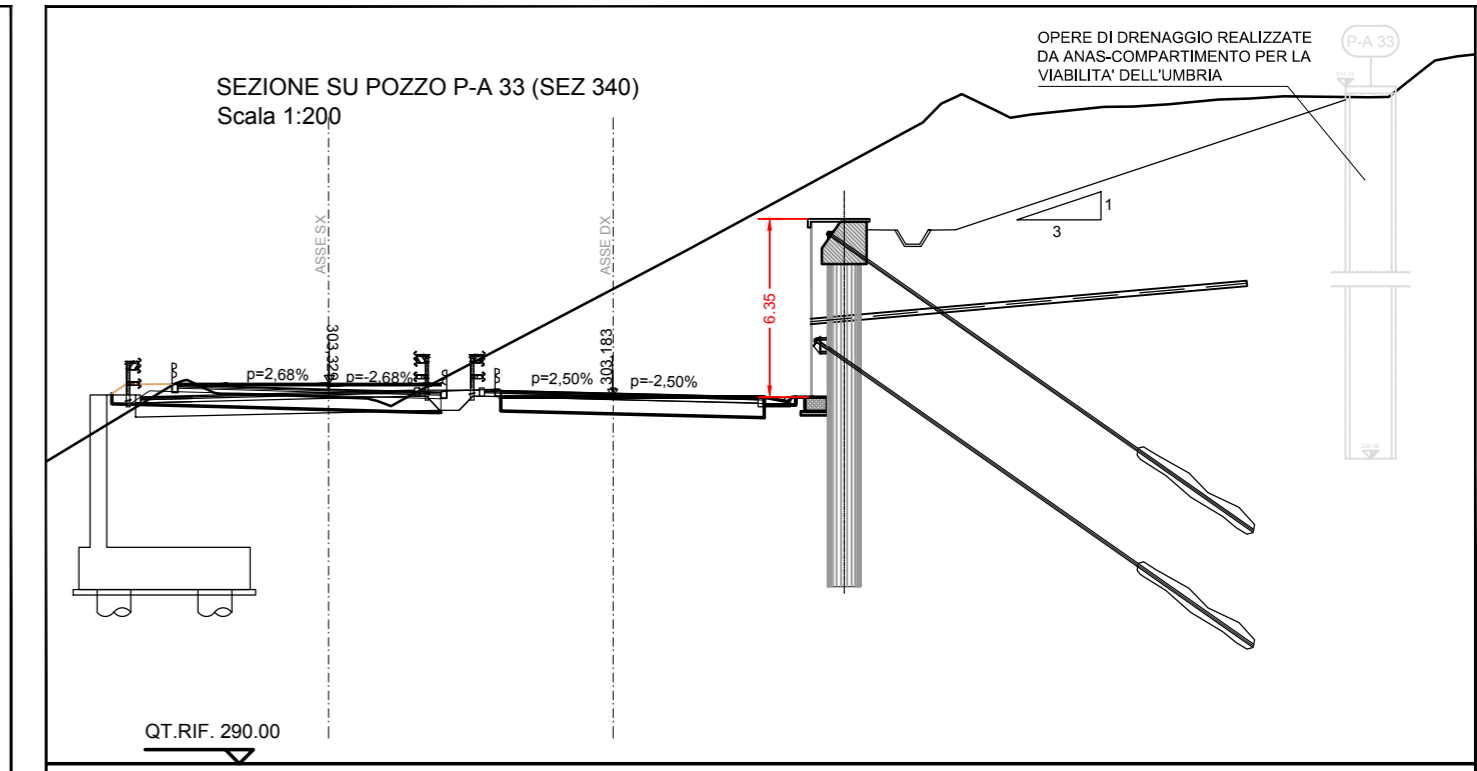 OPERE DI DRENAGGIO REALIZZATE
DA ANAS-COMPARTIMENTO PER LA
VIABILITA' DELL'UMBRIA
P-A 33
SEZIONE SU POZZO P-A 33 (SEZ 340)
Scala 1:200
ASSE SX
ASSE DX
1
3
6.35
303,329
303,183
p=2,68%
p=-2,68%
p=2,50%
p=-2,50%
QT.RIF. 290.00